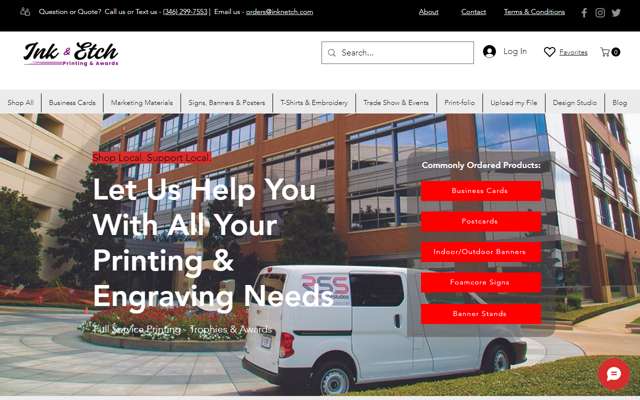 Question or Quote? Call us or Text us - (346) 299-7553 | Email us - orders@inknetch.com
About
Contact
Terms & Conditions
Ink & Etch
Printing & Awards
Search...
Log In
Favorites
0
Shop All
Business Cards
Marketing Materials
Signs, Banners & Posters
T-Shirts & Embroidery
Trade Show & Events
Print-folio
Upload my File
Design Studio
Blog
Shop Local. Support Local.
Let Us Help You
With All Your
Printing &
Engraving Needs
Full Service Printing - Trophies & Awards
Commonly Ordered Products:
Business Cards
Postcards
Indoor/Outdoor Banners
Foamcore Signs
Banner Stands
RSS